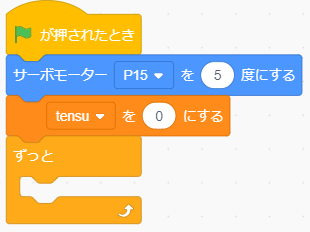 が押されたとき
サーボモーター P15 を 5 度にする
tensu を 0 にする
ずっと